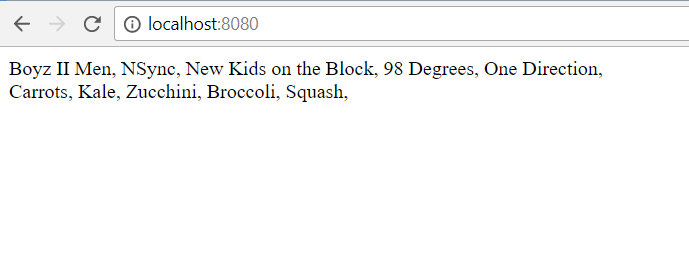 localhost:8080
Boyz II Men, NSync, New Kids on the Block, 98 Degrees, One Direction,
Carrots, Kale, Zucchini, Broccoli, Squash,